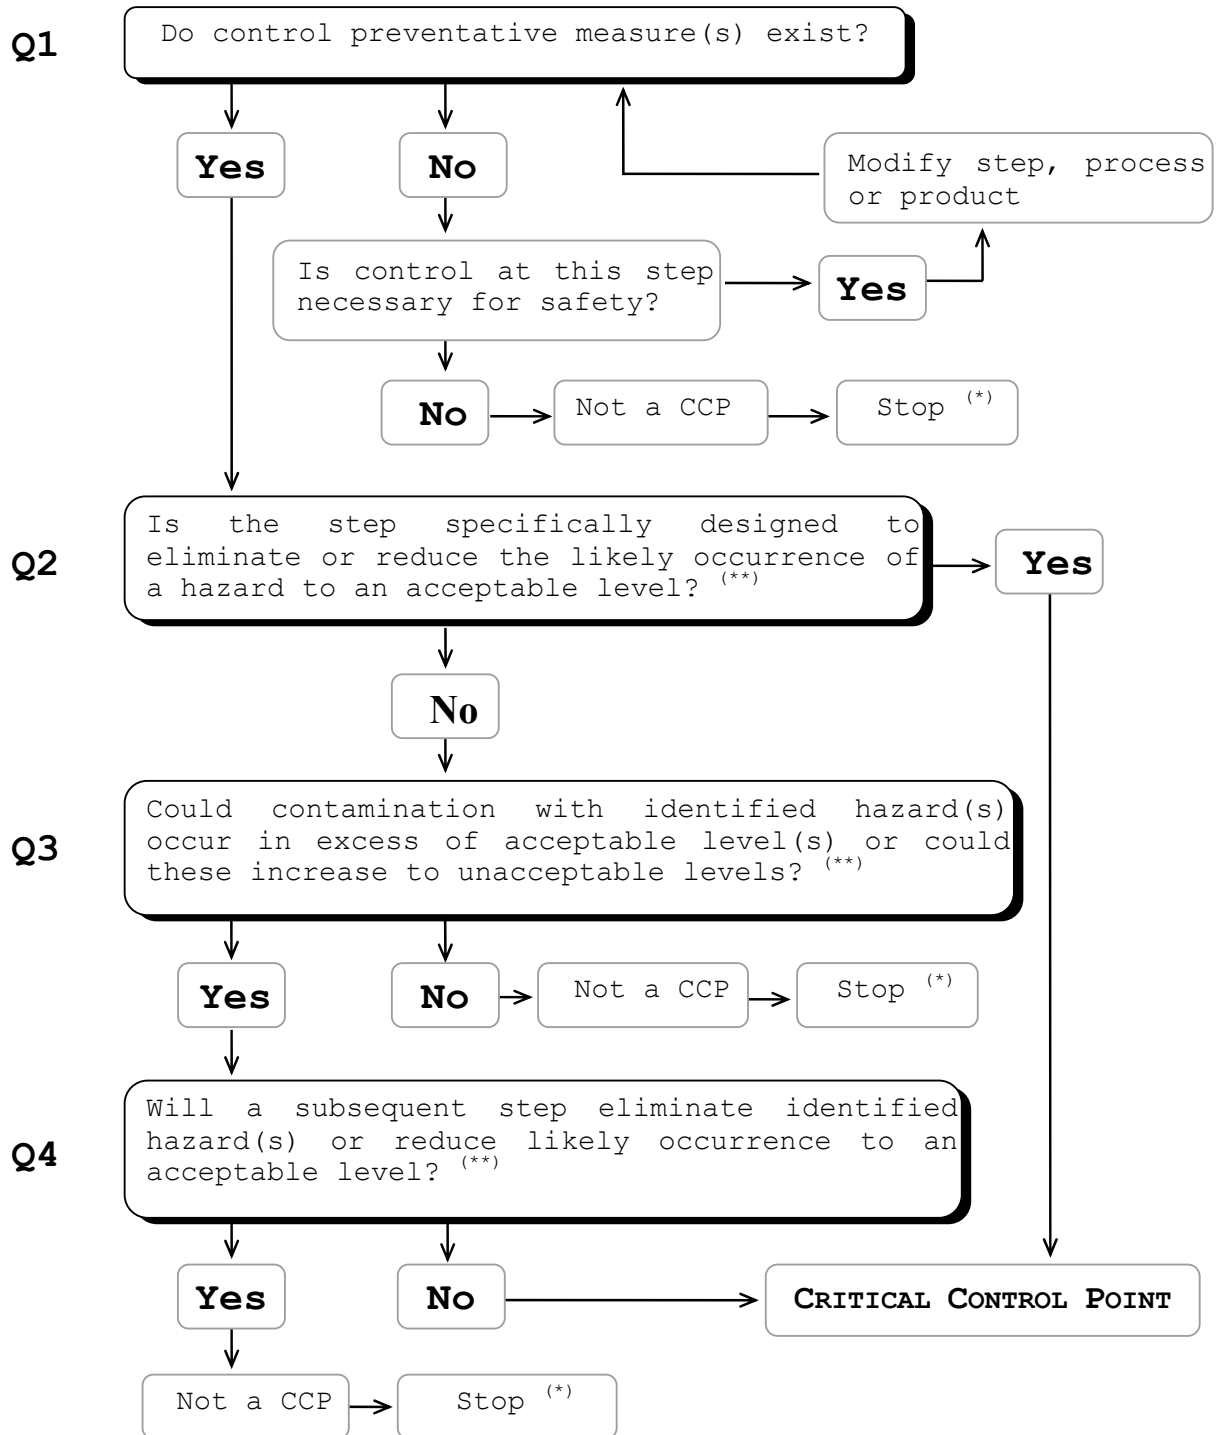 Q1
Do control preventative measure(s) exist?
Yes
No
Modify step, process
or product
Is control at this step
necessary for safety?
Yes
No
Not a CCP
Stop (*)
Q2
Is the step specifically designed to
eliminate or reduce the likely occurrence of
a hazard to an acceptable level? (**)
Yes
No
Q3
Could contamination with identified hazard(s)
occur in excess of acceptable level(s) or could
these increase to unacceptable levels? (**)
Yes
No
Not a CCP
Stop (*)
Q4
Will a subsequent step eliminate identified
hazard(s) or reduce likely occurrence to an
acceptable level? (**)
Yes
No
CRITICAL CONTROL POINT
Not a CCP
Stop (*)